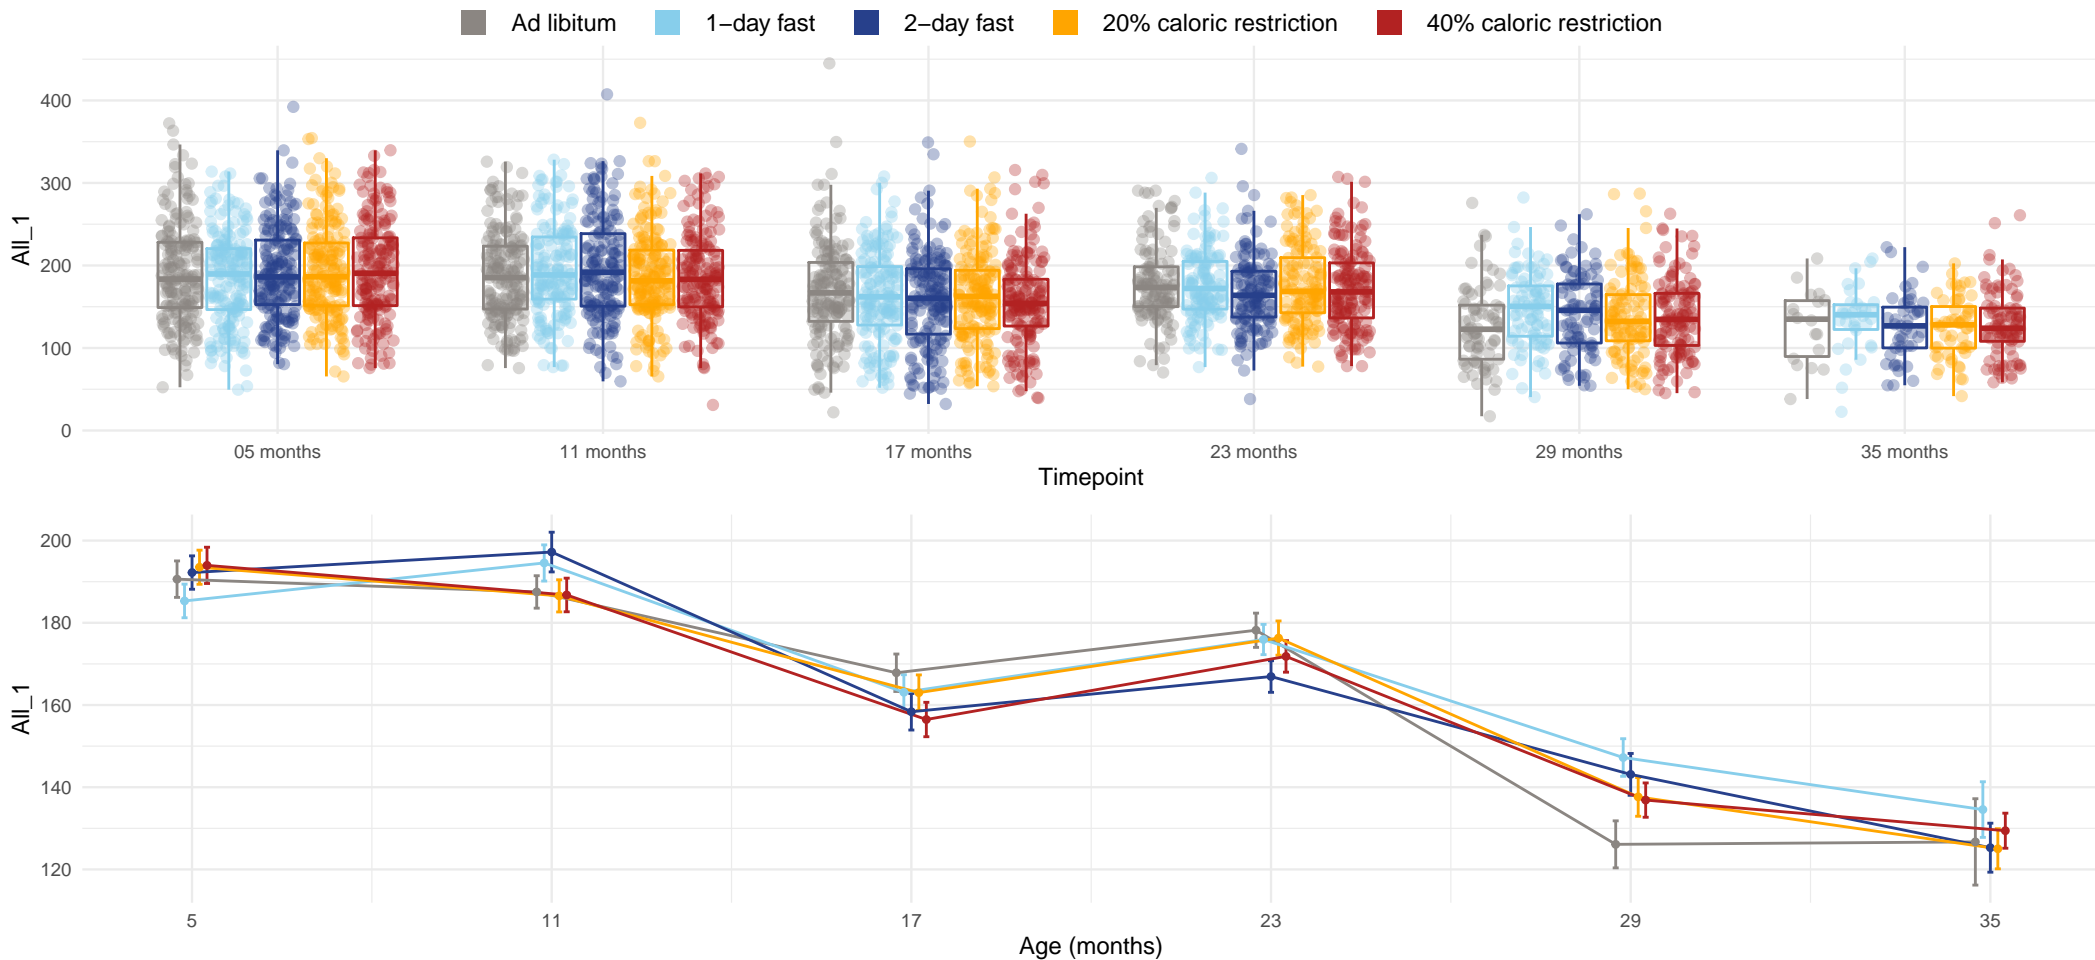 Ad libitum 1−day fast 2−day fast 20% caloric restriction 40% caloric restriction
All_1
400
300
200
100
0
05 months 11 months 17 months 23 months 29 months 35 months
Timepoint
All_1
200
180
160
140
120
5 11 17 23 29 35
Age (months)